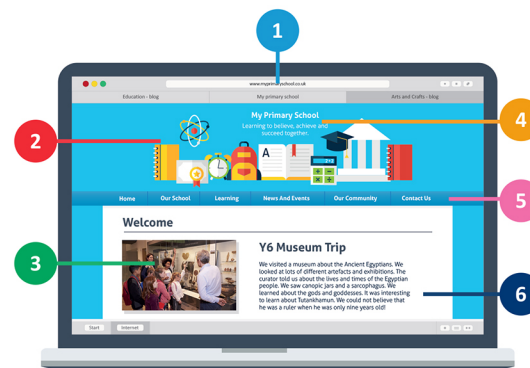 1
www.myprimaryschool.co.uk
Education - blog
My primary school
Arts and Crafts - blog
My Primary School
Learning to believe, achieve and
succeed together.
2
4
A
Home
Our School
Learning
News And Events
Our Community
Contact Us
5
Welcome
Y6 Museum Trip
3
We visited a museum about the Ancient Egyptians. We
looked at lots of different artefacts and exhibitions. The
curator told us about the lives and times of the Egyptian
people. We saw canopic jars and a sarcophagus. We
learned about the gods and goddesses. It was interesting
to learn about Tutankhamun. We could not believe that
he was a ruler when he was only nine years old!
6
Start
Internet